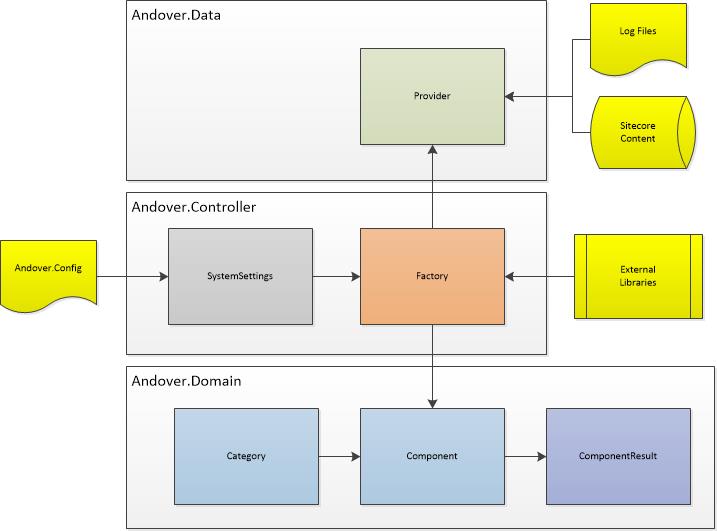 Andover.Data
Log Files
Provider
Sitecore
Content
Andover.Controller
Andover.Config
SystemSettings
Factory
External
Libraries
Andover.Domain
Category
Component
ComponentResult